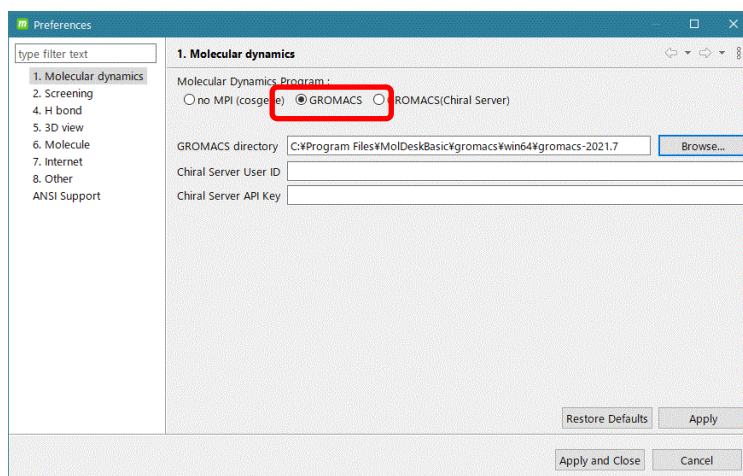 Preferences
type filter text
1. Molecular dynamics
2. Screening
4. H bond
5. 3D view
6. Molecule
7. Internet
8. Other
ANSI Support
1. Molecular dynamics
Molecular Dynamics Program :
no MPI (cosgene) GROMACS GROMACS(Chiral Server)
GROMACS directory C:¥Program Files¥MolDeskBasic¥gromacs¥win64¥gromacs-2021.7 Browse...
Chiral Server User ID
Chiral Server API Key
Restore Defaults Apply
Apply and Close Cancel